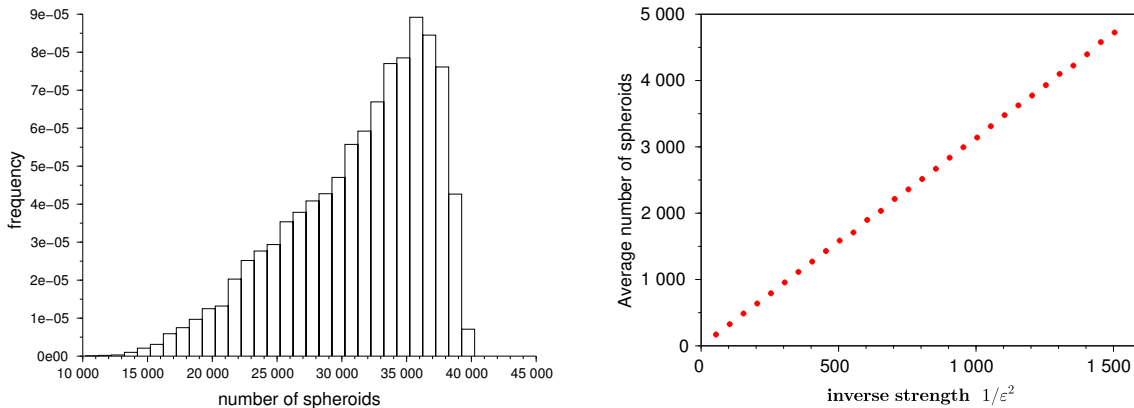 9e-05
8e-05
7e-05
6e-05
5e-05
4e-05
3e-05
2e-05
1e-05
0e00
frequency
10 000
15 000
20 000
25 000
30 000
35 000
40 000
45 000
number of spheroids
5 000
4 000
3 000
2 000
1 000
0
Average number of spheroids
0
500
1 000
1 500
inverse strength 1/ε²